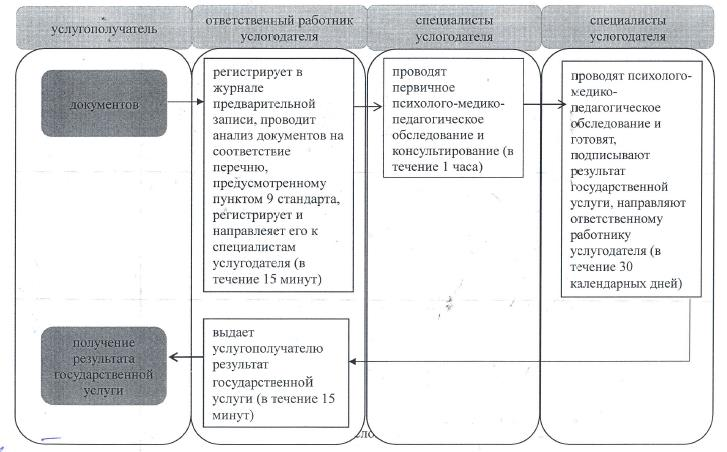 услугополучатель
ответственный работник
услогодателя
специалисты
услогодателя
специалисты
услогодателя
документов
регистрирует в
журнале
предварительной
записи, проводит
анализ документов на
соответствие
перечню,
предусмотренному
пунктом 9 стандарта,
регистрирует и
направляет его к
специалистам
услугодателя (в
течение 15 минут)
проводят
первичное
психолого-медико-
педагогическое
обследование и
консультирование (в
течение 1 часа)
проводят психолого-
медико-
педагогическое
обследование и
готовят,
подписывают
результат
государственной
услуги, направляют
ответственному
работнику
услугодателя (в
течение 30
календарных дней)
получение
результата
государственной
услуги
выдает
услугополучателю
результат
государственной
услуги (в течение 15
минут)